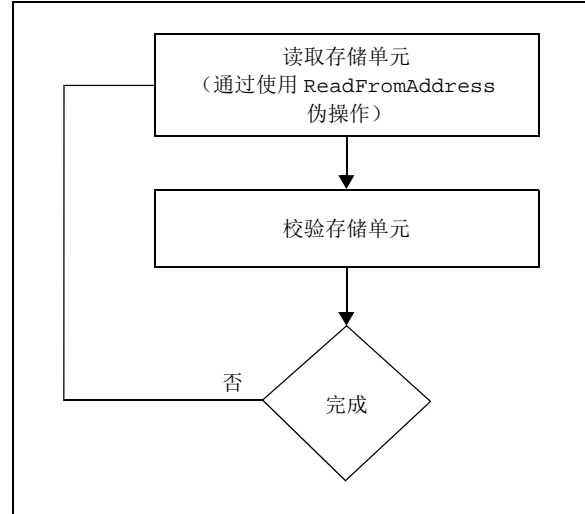 读取存储单元
（通过使用 ReadFromAddress
伪操作）
校验存储单元
否
完成